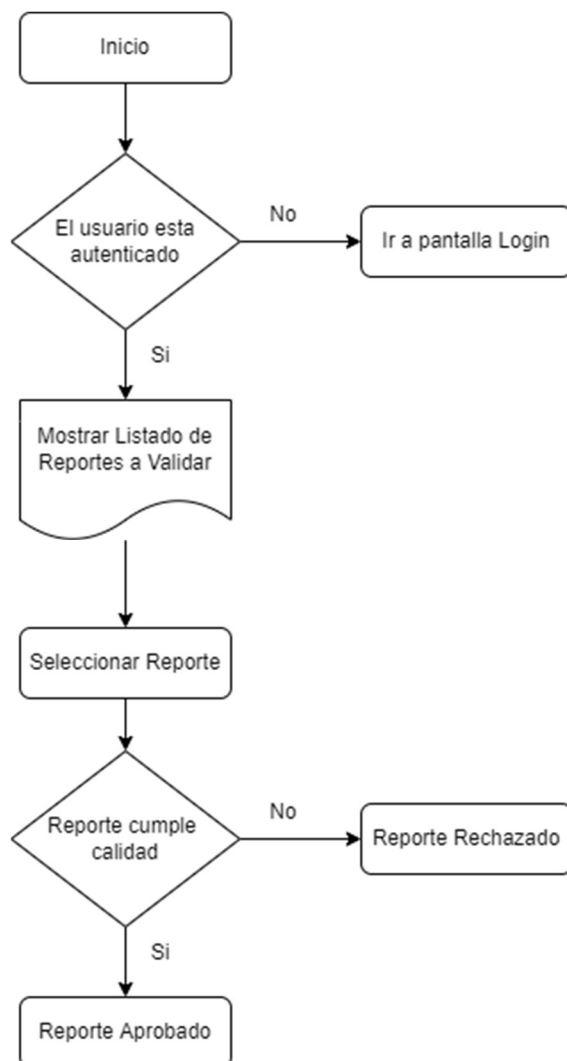 Inicio
El usuario esta
autenticado
No
Ir a pantalla Login
Si
Mostrar Listado de
Reportes a Validar
Seleccionar Reporte
Reporte cumple
calidad
No
Reporte Rechazado
Si
Reporte Aprobado